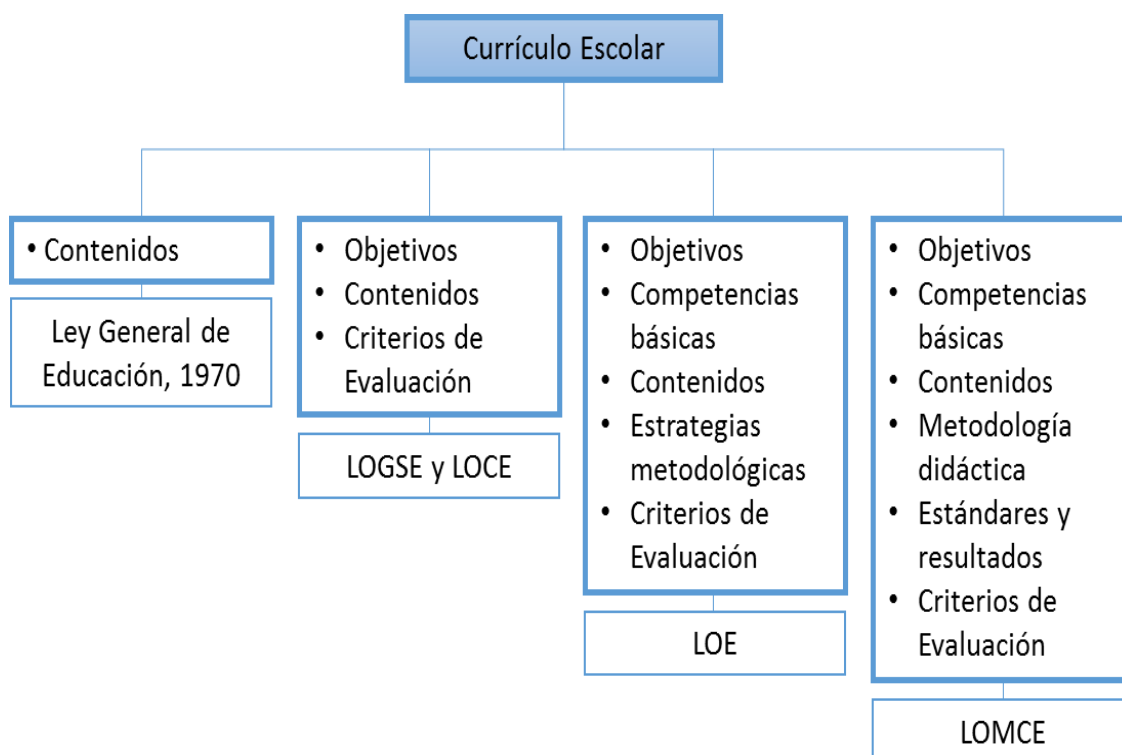 Currículo Escolar
• Contenidos
Ley General de
Educación, 1970
• Objetivos
• Contenidos
• Criterios de
Evaluación
LOGSE y LOCE
• Objetivos
• Competencias
básicas
• Contenidos
• Estrategias
metodológicas
• Criterios de
Evaluación
LOE
• Objetivos
• Competencias
básicas
• Contenidos
• Metodología
didáctica
• Estándares y
resultados
• Criterios de
Evaluación
LOMCE